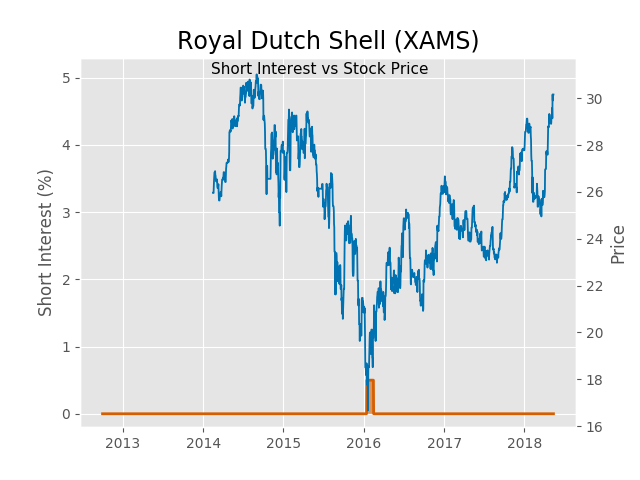 Royal Dutch Shell (XAMS)
Short Interest vs Stock Price
5
4
3
2
1
0
Short Interest (%)
30
28
26
24
22
20
18
16
Price
2013 2014 2015 2016 2017 2018